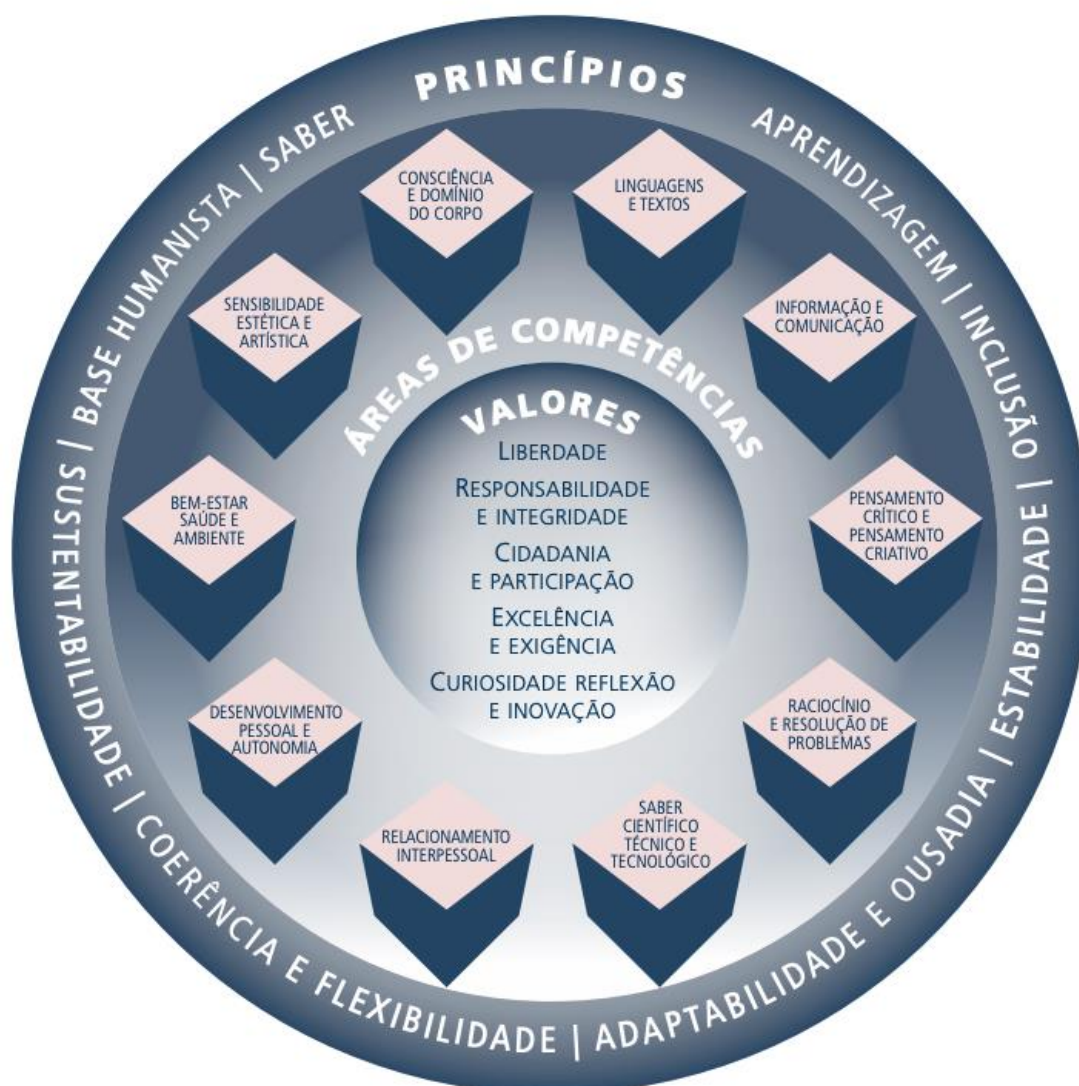 PRINCÍPIOS
APRENDIZAGEM | INCLUSÃO | ESTABILIDADE | ADAPTABILIDADE E OUSADIA | COERÊNCIA E FLEXIBILIDADE | SUSTENTABILIDADE | BASE HUMANISTA | SABER
LINGUAGENS
E TEXTOS
INFORMAÇÃO E
COMUNICAÇÃO
PENSAMENTO
CRÍTICO E
PENSAMENTO
CRIATIVO
RACIOCÍNIO
E RESOLUÇÃO DE
PROBLEMAS
SABER
CIENTÍFICO
TÉCNICO E
TECNOLÓGICO
RELACIONAMENTO
INTERPESSOAL
DESENVOLVIMENTO
PESSOAL E
AUTONOMIA
BEM-ESTAR
SAÚDE E
AMBIENTE
SENSIBILIDADE
ESTÉTICA E
ARTÍSTICA
CONSCIÊNCIA
E DOMÍNIO
DO CORPO
ÁREAS DE COMPETÊNCIAS
VALORES
LIBERDADE
RESPONSABILIDADE
E INTEGRIDADE
CIDADANIA
E PARTICIPAÇÃO
EXCELÊNCIA
E EXIGÊNCIA
CURIOSIDADE REFLEXÃO
E INOVAÇÃO